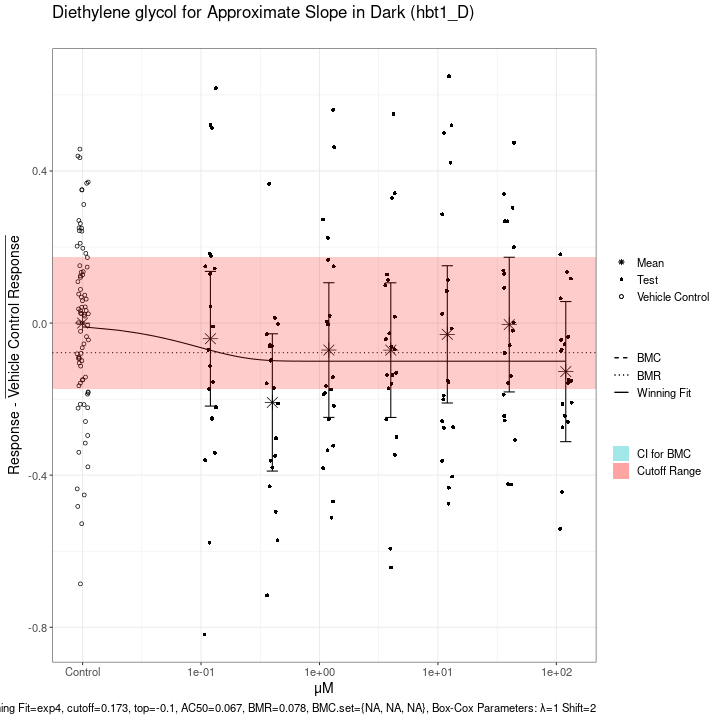 Diethylene glycol for Approximate Slope in Dark (hbt1_D)
Response - Vehicle Control Response
0.4
0.0
-0.4
-0.8
Control
1e-01
1e+00
1e+01
1e+02
μM
Mean
Test
Vehicle Control
BMC
BMR
Winning Fit
CI for BMC
Cutoff Range
Fit=exp4, cutoff=0.173, top=-0.1, AC50=0.067, BMR=0.078, BMC.set={NA, NA, NA}, Box-Cox Parameters: λ=1 Shift=2